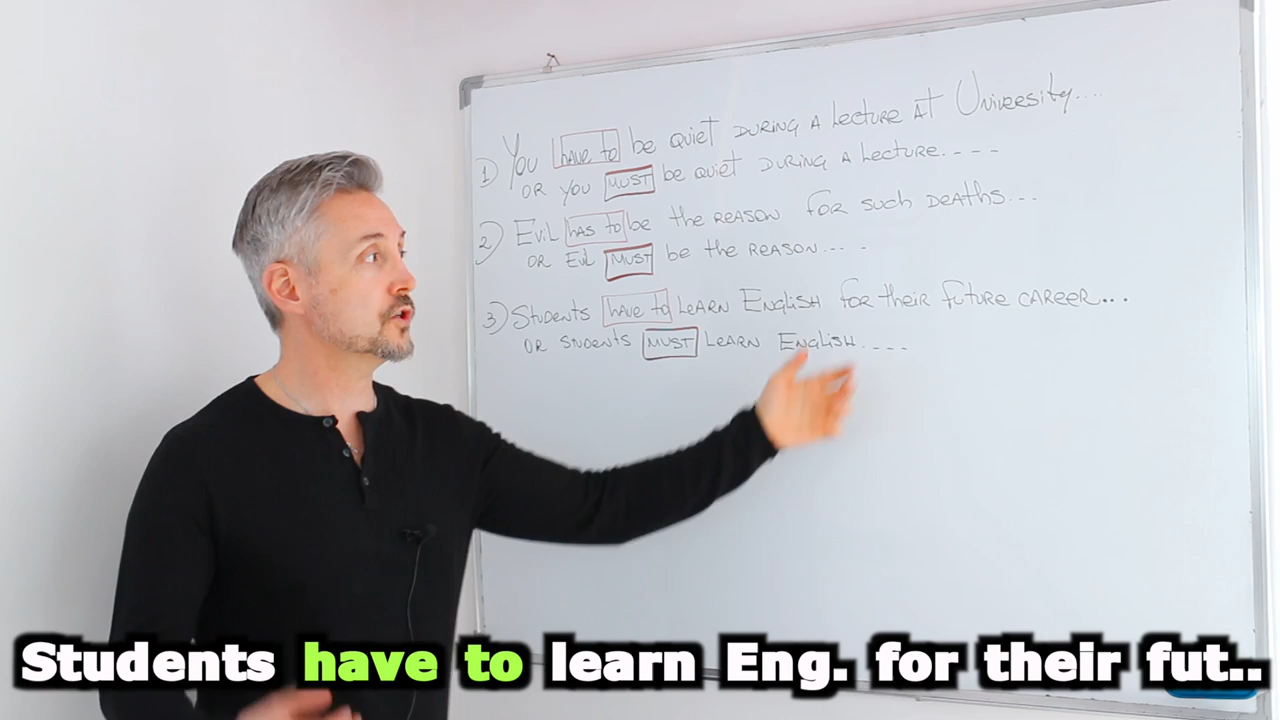 1) You have to be quiet during a lecture at University....
or you must be quiet during a lecture....
2) Evil has to be the reason for such deaths...
or Evil must be the reason....
3) Students have to learn English for their future career...
or students must learn English....
Students have to learn Eng. for their fut..